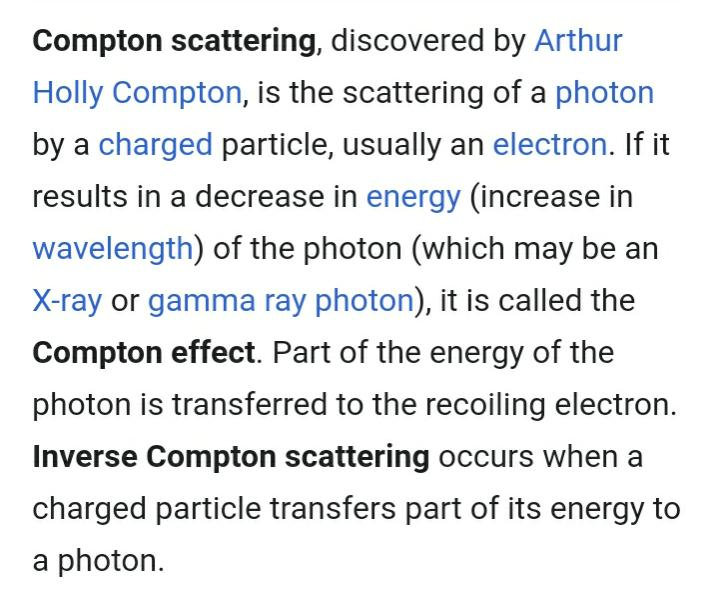 Compton scattering, discovered by Arthur
Holly Compton, is the scattering of a photon
by a charged particle, usually an electron. If it
results in a decrease in energy (increase in
wavelength) of the photon (which may be an
X-ray or gamma ray photon), it is called the
Compton effect. Part of the energy of the
photon is transferred to the recoiling electron.
Inverse Compton scattering occurs when a
charged particle transfers part of its energy to
a photon.